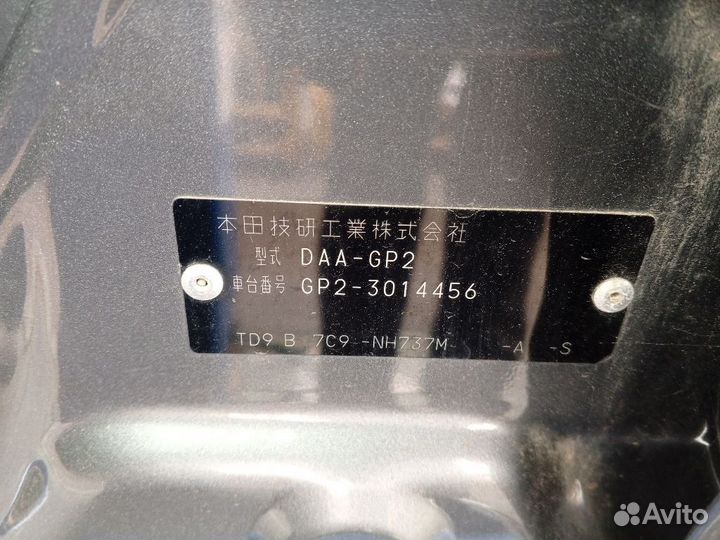 本田技研工業株式会社
型式 DAA-GP2
車台番号 GP2-3014456
TD9 B 7C9 -NH737M- -A -S
Avito